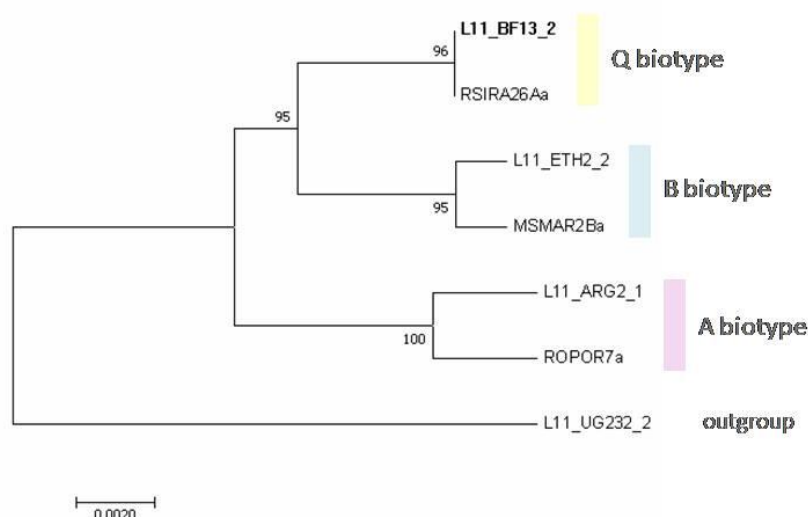 L11_BF13_2
96
Q biotype
RSIRA26Aa
95
L11_ETH2_2
B biotype
95
MSMAR2Ba
L11_ARG2_1
A biotype
100
ROPOR7a
L11_UG232_2 outgroup
0.0020